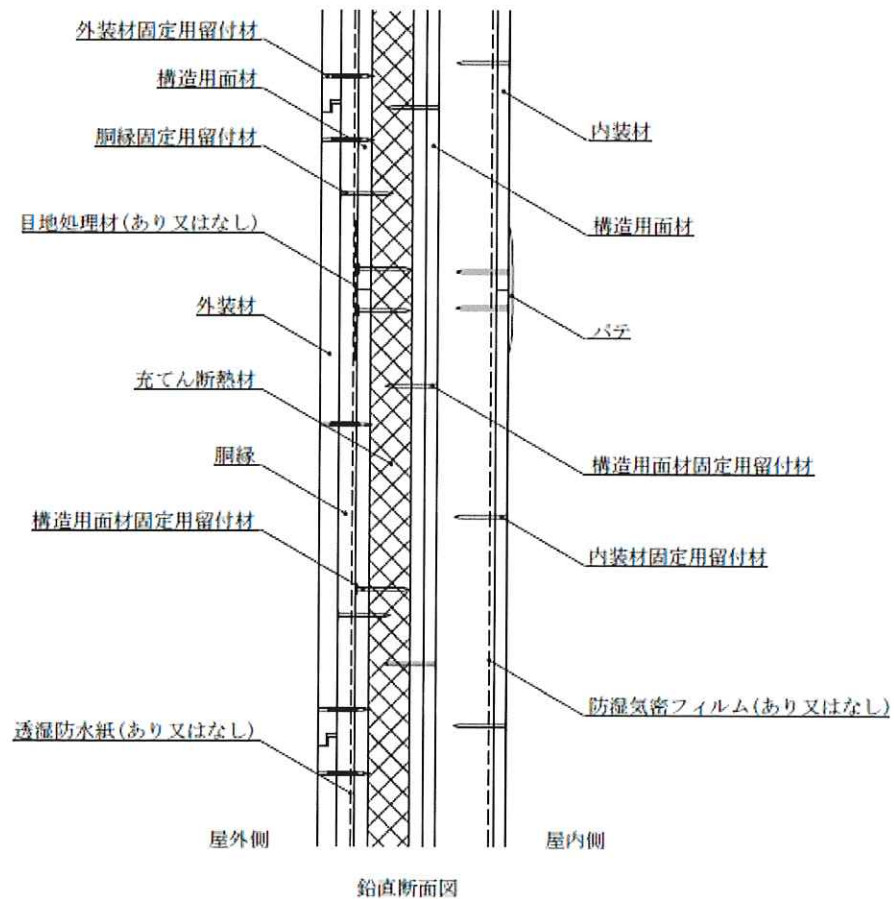 外装材固定用留付材
構造用面材
胴縁固定用留付材
目地処理材(あり又はなし)
外装材
充てん断熱材
胴縁
構造用面材固定用留付材
透湿防水紙(あり又はなし)
内装材
構造用面材
パテ
構造用面材固定用留付材
内装材固定用留付材
防湿気密フィルム(あり又はなし)
屋外側
屋内側
鉛直断面図